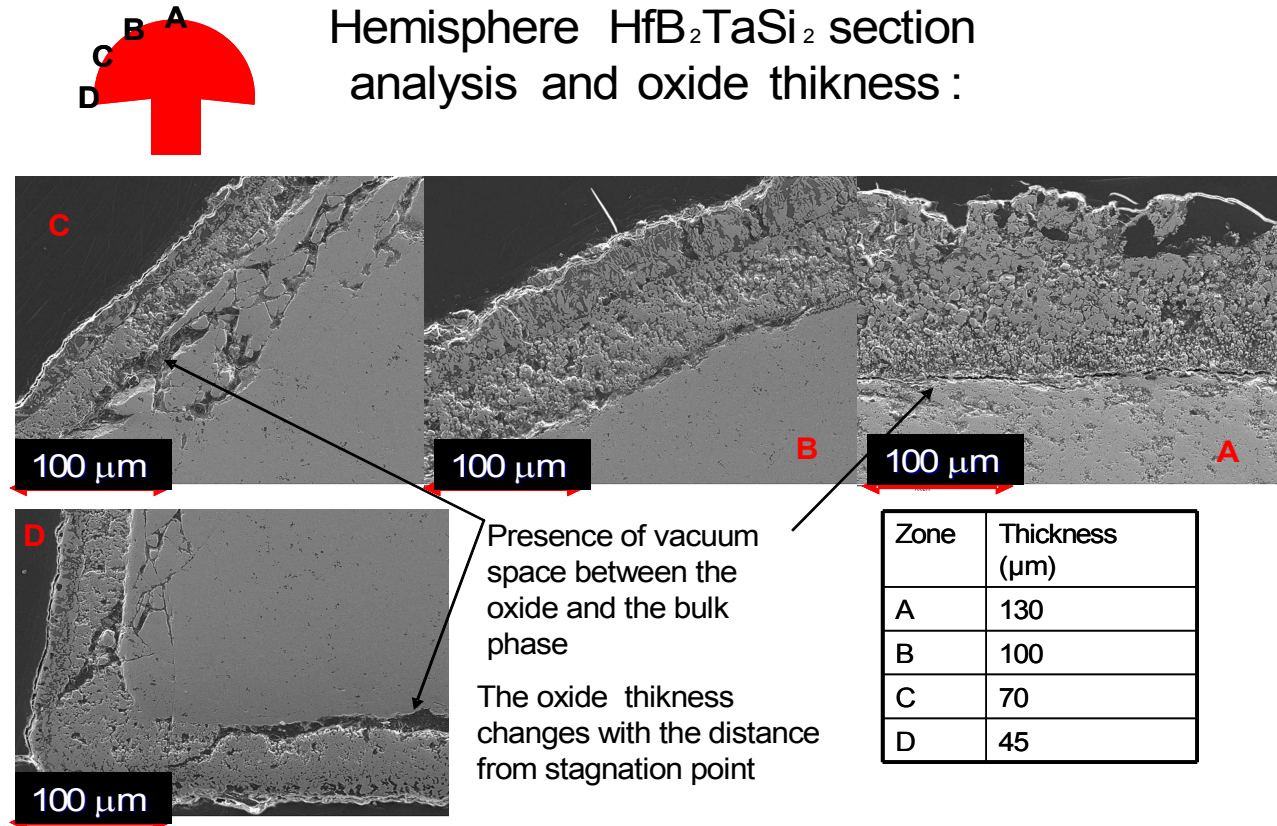 A
B
C
D
Hemisphere HfB₂TaSi₂ section
analysis and oxide thikness :
C
100 µm
B
100 µm
A
100 µm
D
100 µm
Presence of vacuum
space between the
oxide and the bulk
phase
The oxide thikness
changes with the distance
from stagnation point
Zone Thickness
(µm)
A 130
B 100
C 70
D 45